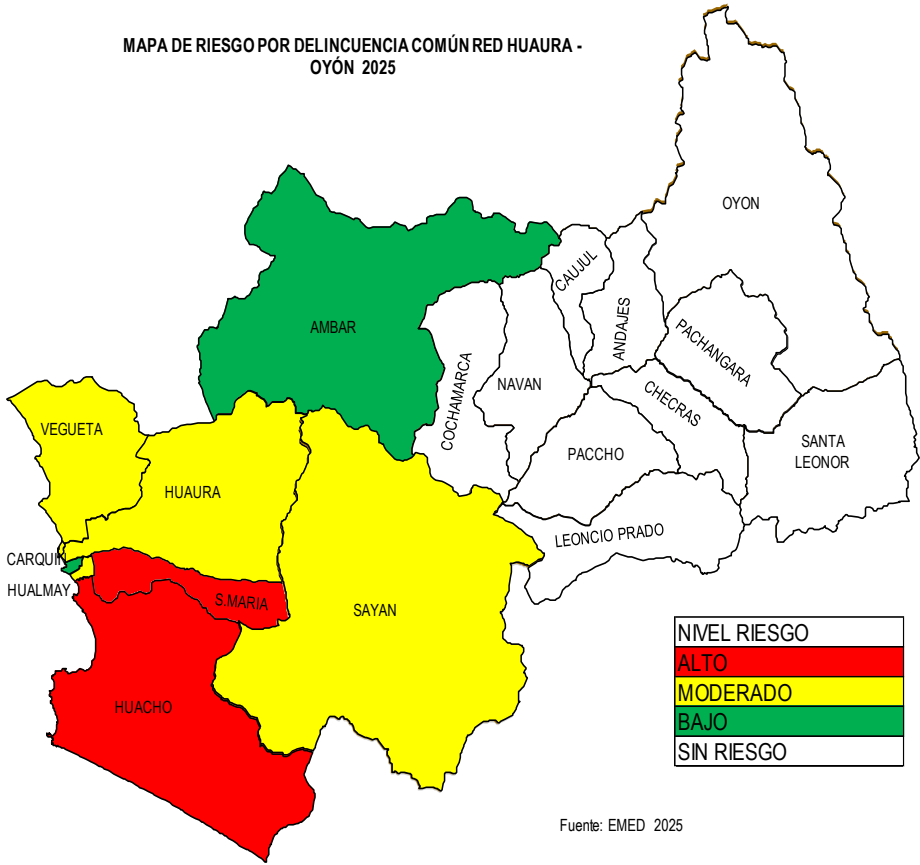 MAPA DE RIESGO POR DELINCUENCIA COMÚN RED HUAURA -
OYÓN 2025
OYON
CAUJUL
ANDAJES
AMBAR
PACHANGARA
COCHAMARCA
NAVAN
CHECRAS
VEGUETA
SANTA
LEONOR
PACCHO
HUAURA
LEONCIO PRADO
CARQUIN
HUALMAY
S.MARIA
SAYAN
HUACHO
NIVEL RIESGO
ALTO
MODERADO
BAJO
SIN RIESGO
Fuente: EMED 2025